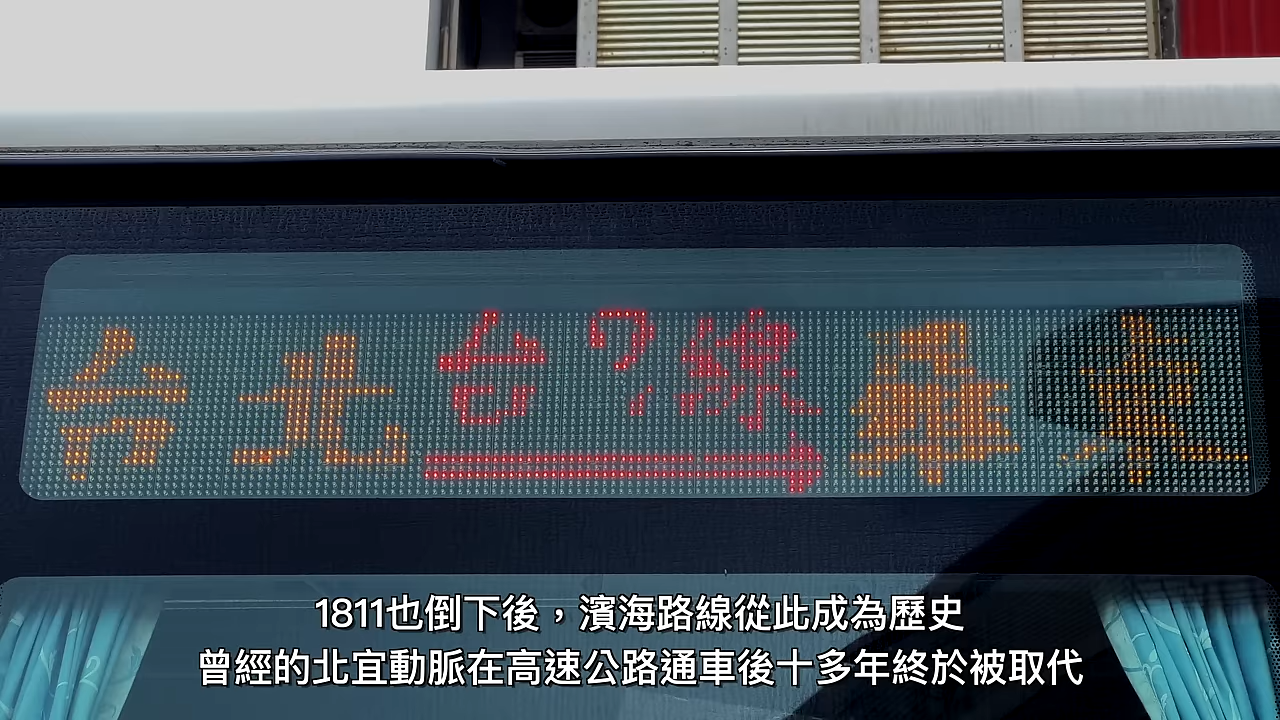 台北 台線
1811也倒下後，濱海路線從此成為歷史
曾經的北宜動脈在高速公路通車後十多年終於被取代